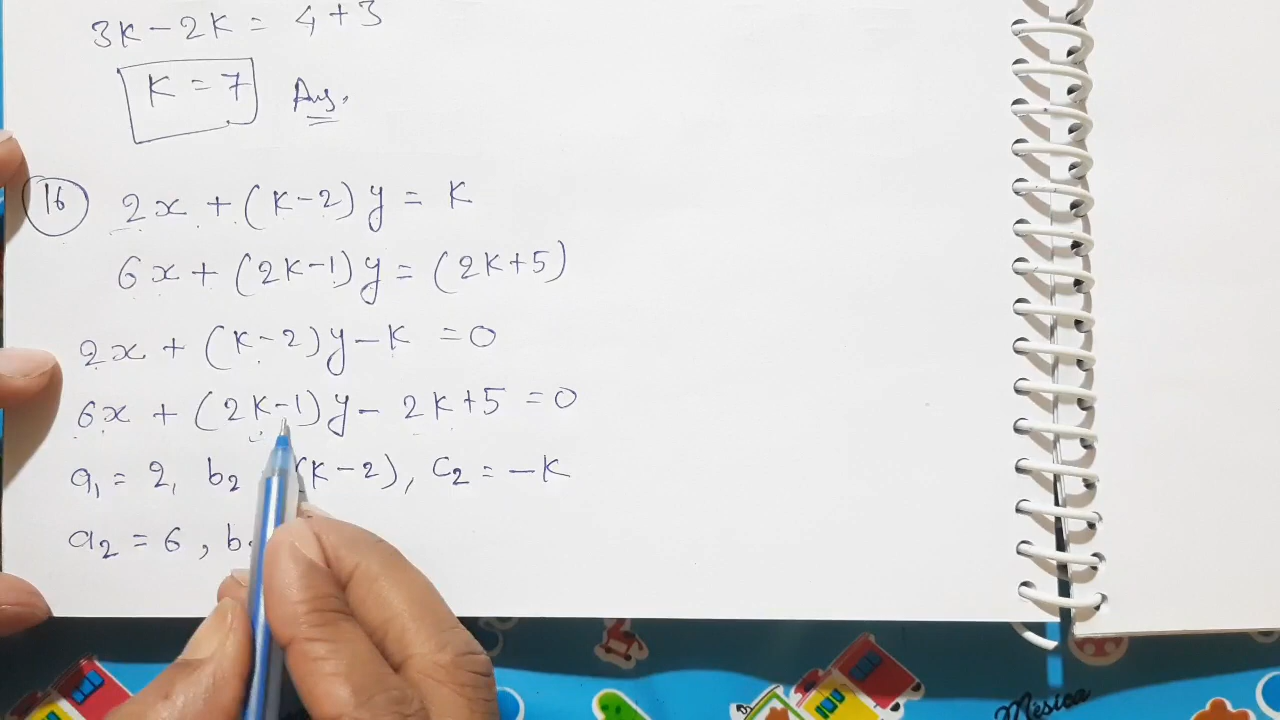 3K-2K = 4+3
K = 7 Ans.
16 2x + (K-2)y = K
6x + (2K-1)y = (2K+5)
2x + (K-2)y - K = 0
6x + (2K-1)y - 2K+5 = 0
a₁ = 2, b₂ (K-2), C₂ = -K
a₂ = 6, b
Mesica